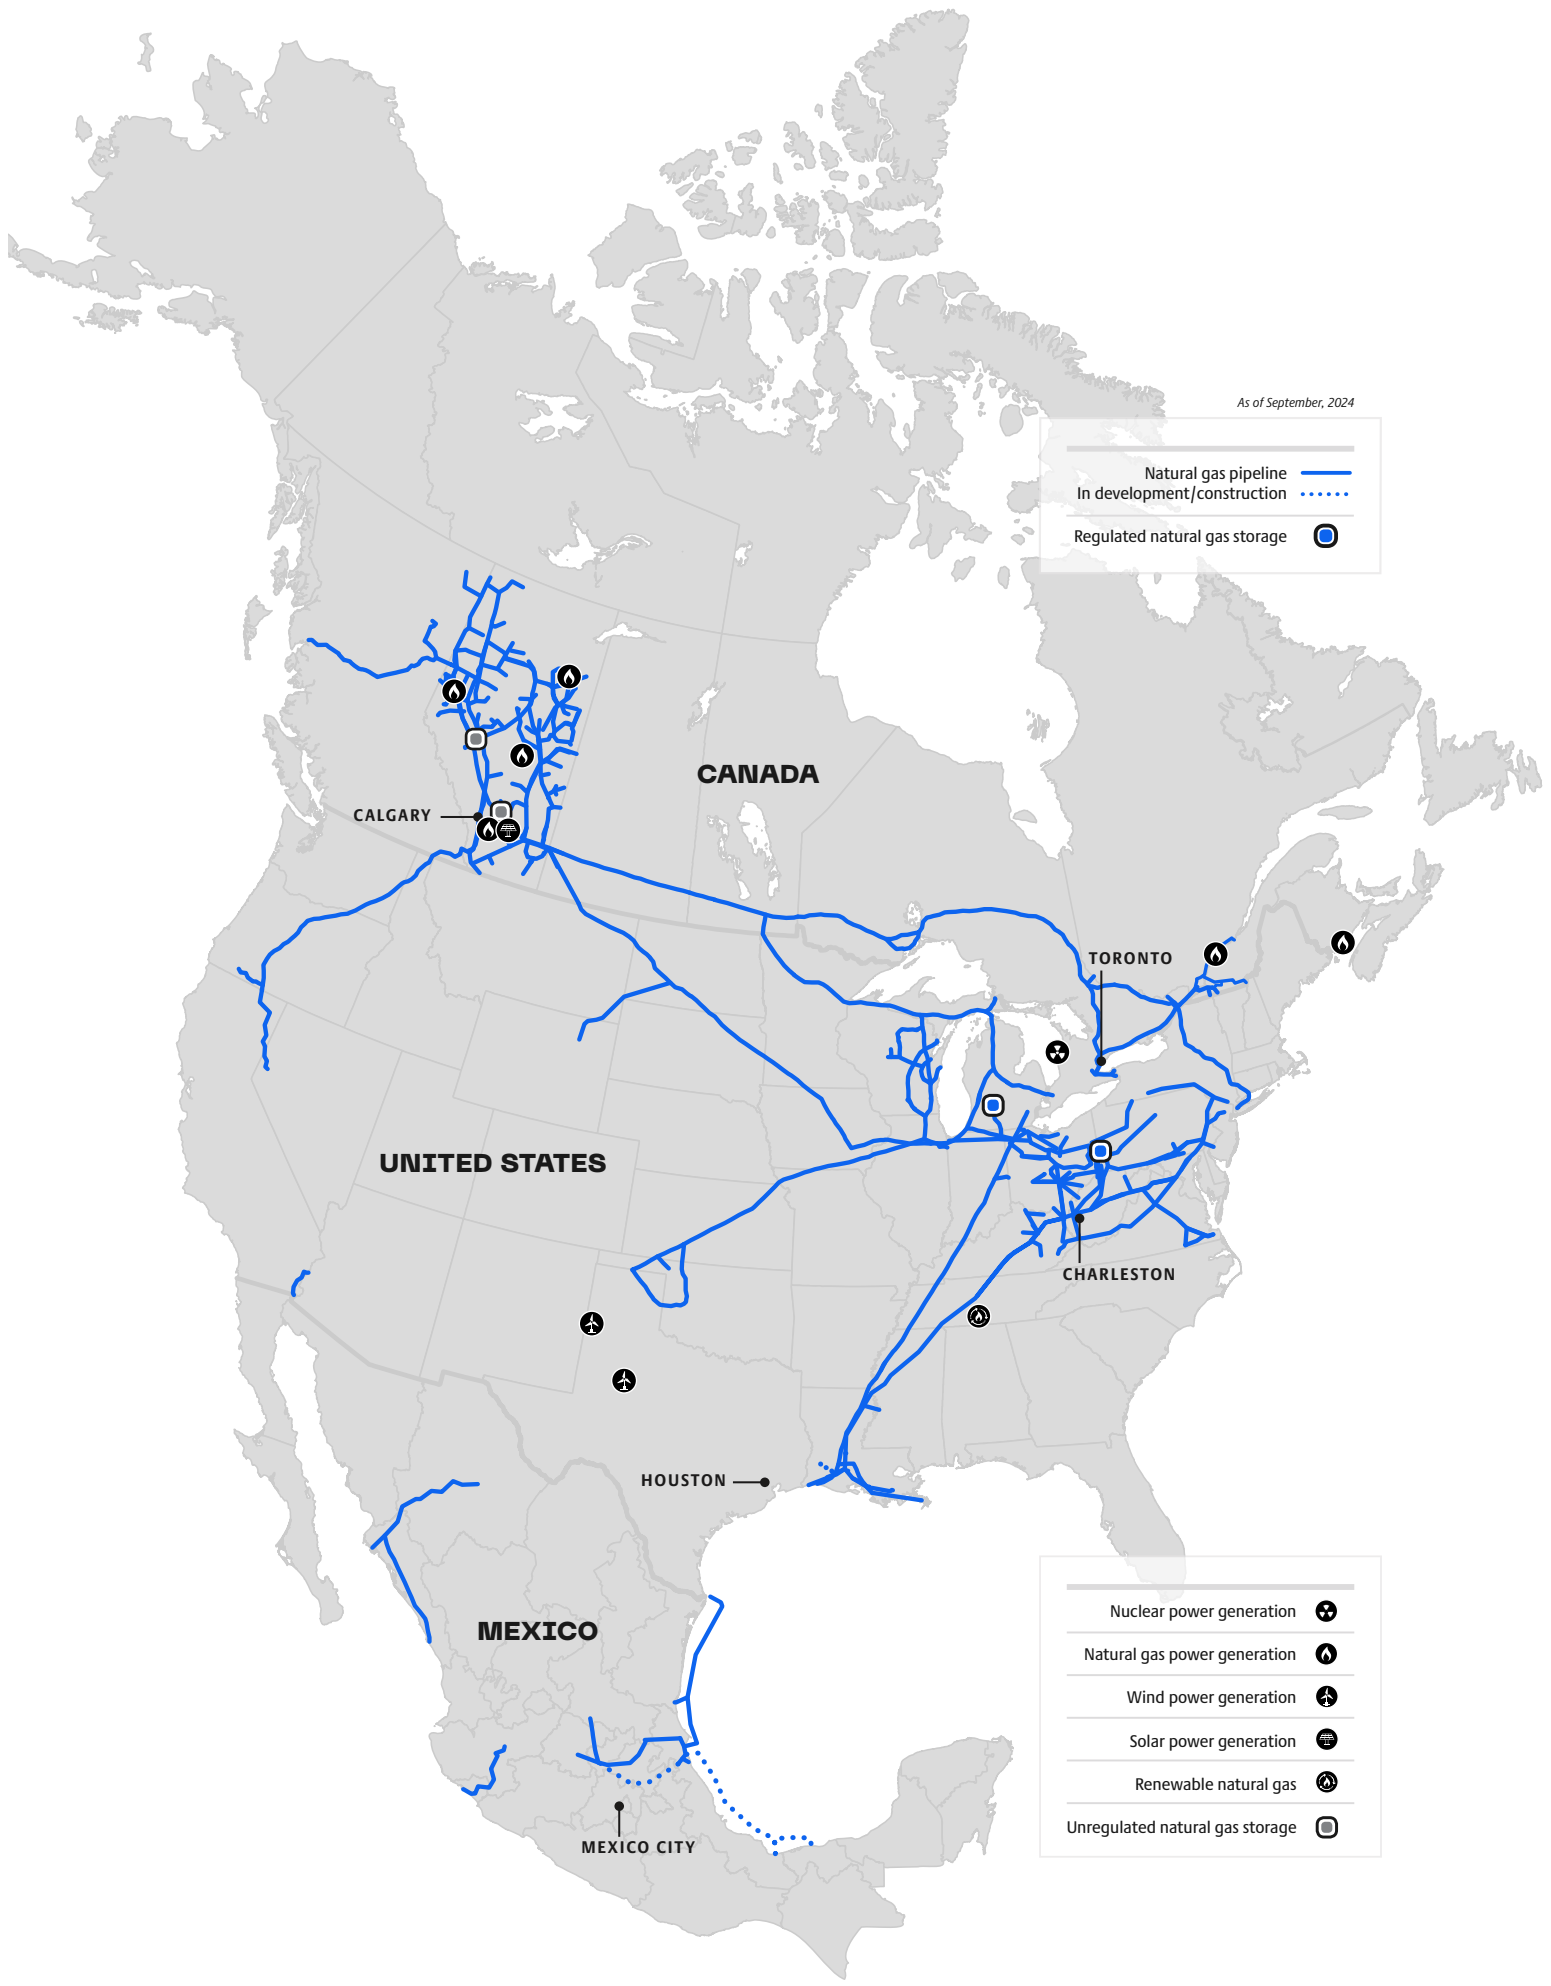 As of September, 2024
Natural gas pipeline
In development/construction
Regulated natural gas storage
CANADA
CALGARY
TORONTO
UNITED STATES
CHARLESTON
HOUSTON
MEXICO
MEXICO CITY
Nuclear power generation
Natural gas power generation
Wind power generation
Solar power generation
Renewable natural gas
Unregulated natural gas storage